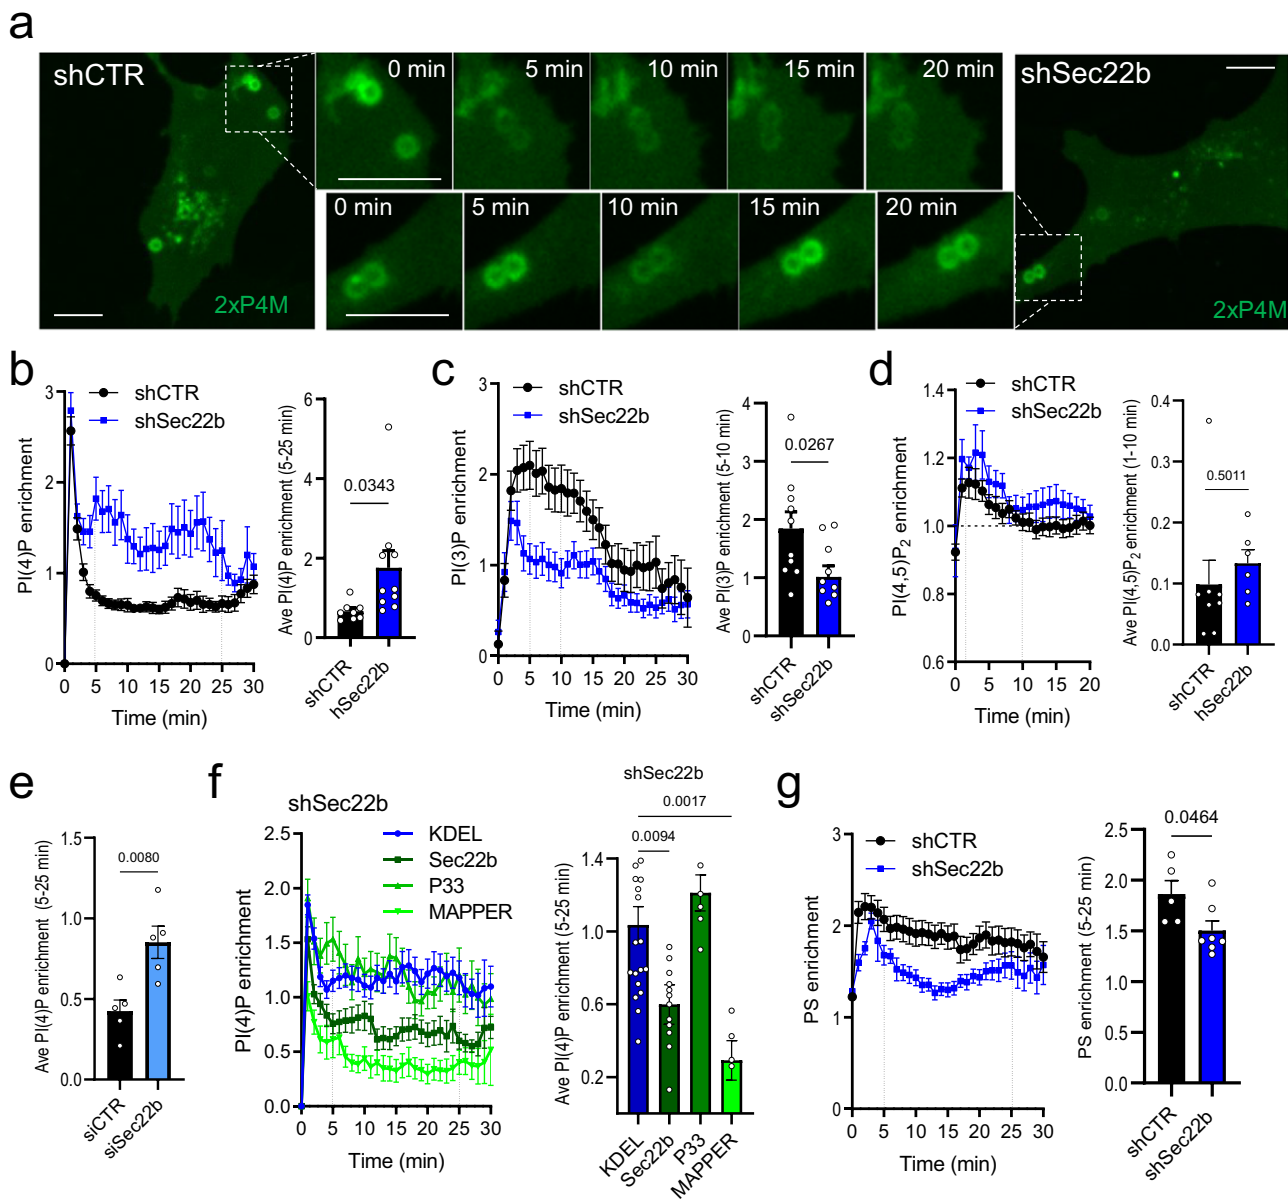 a
shCTR
0 min
5 min
10 min
15 min
20 min
shSec22b
0 min
5 min
10 min
15 min
20 min
2xP4M
2xP4M
b
shCTR
shSec22b
PI(4)P enrichment
3
2
1
0
0 5 10 15 20 25 30
Time (min)
Ave PI(4)P enrichment (5-25 min)
6
4
2
0
0.0343
shCTR
hSec22b
c
shCTR
shSec22b
PI(3)P enrichment
3
2
1
0
0 5 10 15 20 25 30
Time (min)
Ave PI(3)P enrichment (5-10 min)
4
3
2
1
0
0.0267
shCTR
shSec22b
d
shCTR
shSec22b
PI(4,5)P₂ enrichment
1.4
1.2
1.0
0.8
0.6
0 5 10 15 20
Time (min)
Ave PI(4,5)P₂ enrichment (1-10 min)
0.4
0.3
0.2
0.1
0.0
0.5011
shCTR
hSec22b
e
Ave PI(4)P enrichment (5-25 min)
1.5
1.0
0.5
0.0
0.0080
siCTR
siSec22b
f
shSec22b
KDEL
Sec22b
P33
MAPPER
PI(4)P enrichment
2.5
2.0
1.5
1.0
0.5
0.0
0 5 10 15 20 25 30
Time (min)
shSec22b
0.0017
0.0094
Ave PI(4)P enrichment (5-25 min)
1.4
1.0
0.6
0.2
KDEL
Sec22b
P33
MAPPER
g
shCTR
shSec22b
PS enrichment
3
2
1
0
0 5 10 15 20 25 30
Time (min)
PS enrichment (5-25 min)
2.5
2.0
1.5
1.0
0.5
0.0
0.0464
shCTR
shSec22b